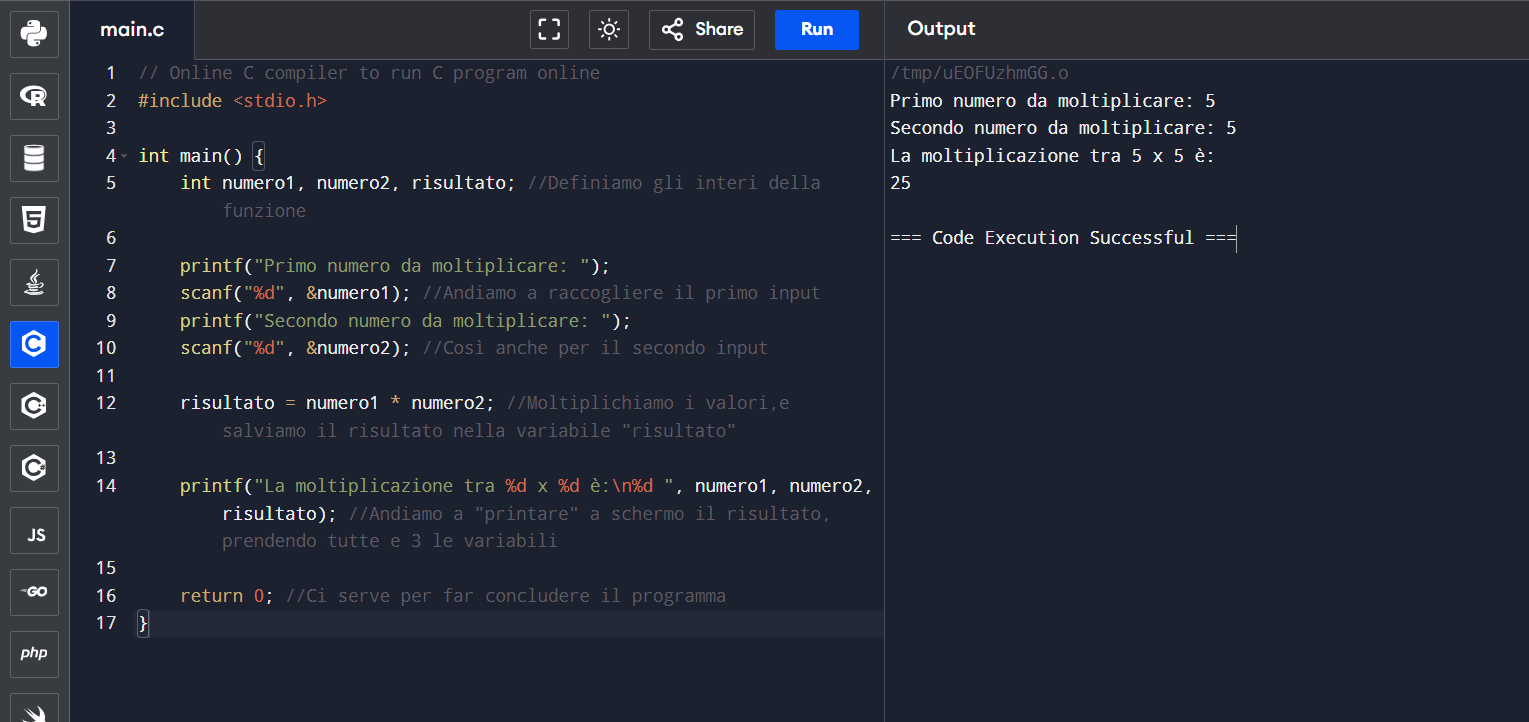 main.c
Share
Run
Output
1 // Online C compiler to run C program online
2 #include <stdio.h>
3
4 int main() {
5 int numero1, numero2, risultato; //Definiamo gli interi della
funzione
6
7 printf("Primo numero da moltiplicare: ");
8 scanf("%d", &numero1); //Andiamo a raccogliere il primo input
9 printf("Secondo numero da moltiplicare: ");
10 scanf("%d", &numero2); //Così anche per il secondo input
11
12 risultato = numero1 * numero2; //Moltiplichiamo i valori,e
salviamo il risultato nella variabile "risultato"
13
14 printf("La moltiplicazione tra %d x %d è:\n%d ", numero1, numero2,
risultato); //Andiamo a "printare" a schermo il risultato,
prendendo tutte e 3 le variabili
15
16 return 0; //Ci serve per far concludere il programma
17 }
/tmp/uEOFUzhmGG.o
Primo numero da moltiplicare: 5
Secondo numero da moltiplicare: 5
La moltiplicazione tra 5 x 5 è:
25
=== Code Execution Successful ===
R
5
C
C++
C#
JS
GO
php